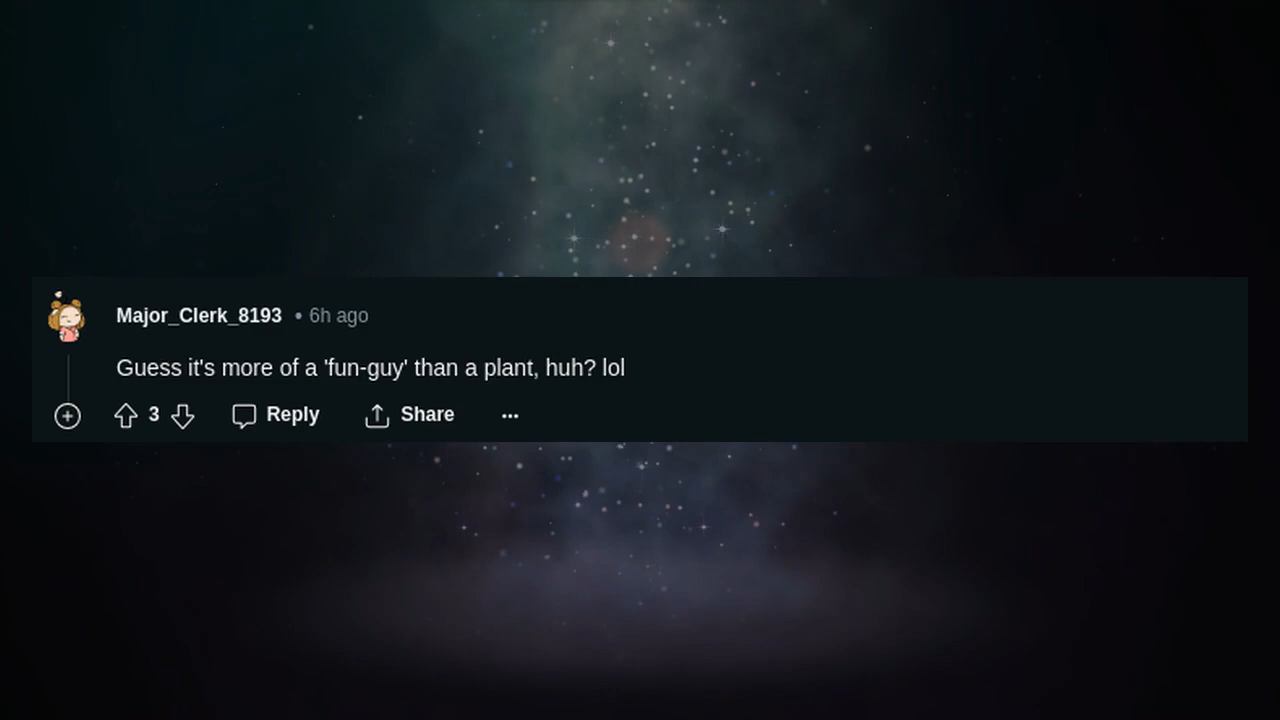 Major_Clerk_8193 • 6h ago
Guess it's more of a 'fun-guy' than a plant, huh? lol
3 Reply Share